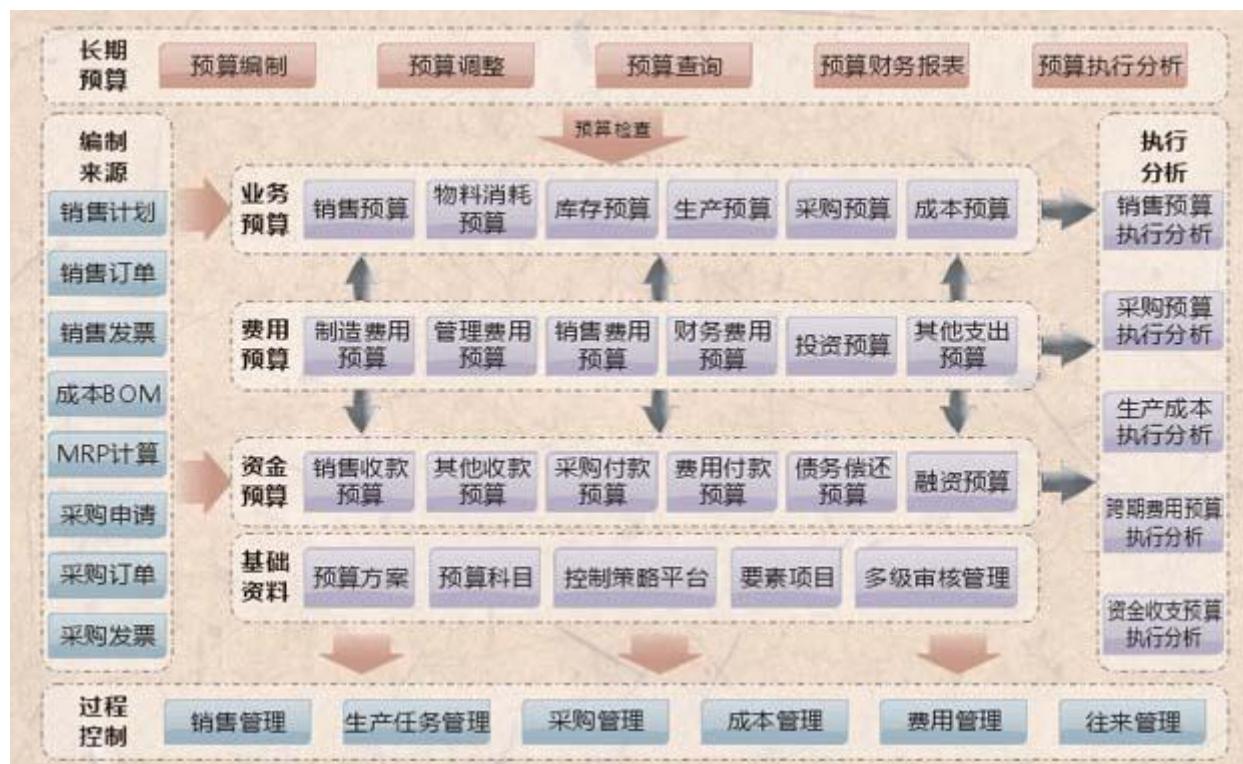 长期
预算
预算编制
预算调整
预算查询
预算财务报表
预算执行分析
预算检查
编制
来源
销售计划
销售订单
销售发票
成本BOM
MRP计算
采购申请
采购订单
采购发票
业务
预算
销售预算
物料消耗
预算
库存预算
生产预算
采购预算
成本预算
费用
预算
制造费用
预算
管理费用
预算
销售费用
预算
财务费用
预算
投资预算
其他支出
预算
资金
预算
销售收款
预算
其他收款
预算
采购付款
预算
费用付款
预算
债务偿还
预算
融资预算
基础
资料
预算方案
预算科目
控制策略平台
要素项目
多级审核管理
执行
分析
销售预算
执行分析
采购预算
执行分析
生产成本
执行分析
跨期费用预算
执行分析
资金收支预算
执行分析
过程
控制
销售管理
生产任务管理
采购管理
成本管理
费用管理
往来管理